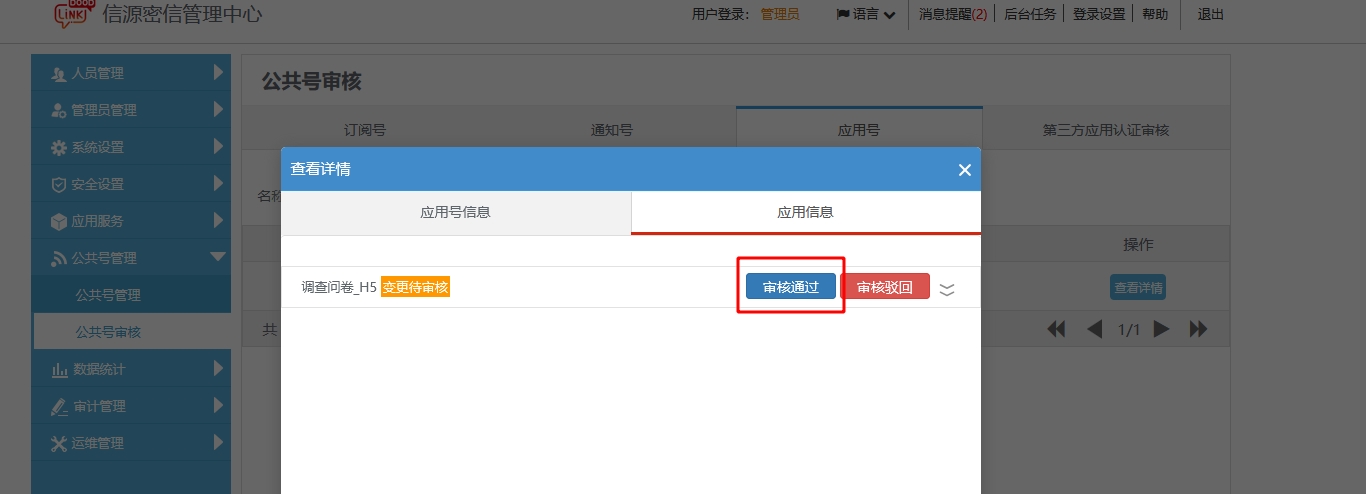 DOOD
LiNK
信源密信管理中心
用户登录： 管理员 语言 消息提醒(2) 后台任务 登录设置 帮助 退出
人员管理
管理员管理
系统设置
安全设置
应用服务
公共号管理
公共号管理
公共号审核
数据统计
审计管理
运维管理
公共号审核
订阅号 通知号 应用号 第三方应用认证审核
名称
操作
查看详情
共
1/1
查看详情 ×
应用号信息 应用信息
调查问卷_H5 变更待审核 审核通过 审核驳回